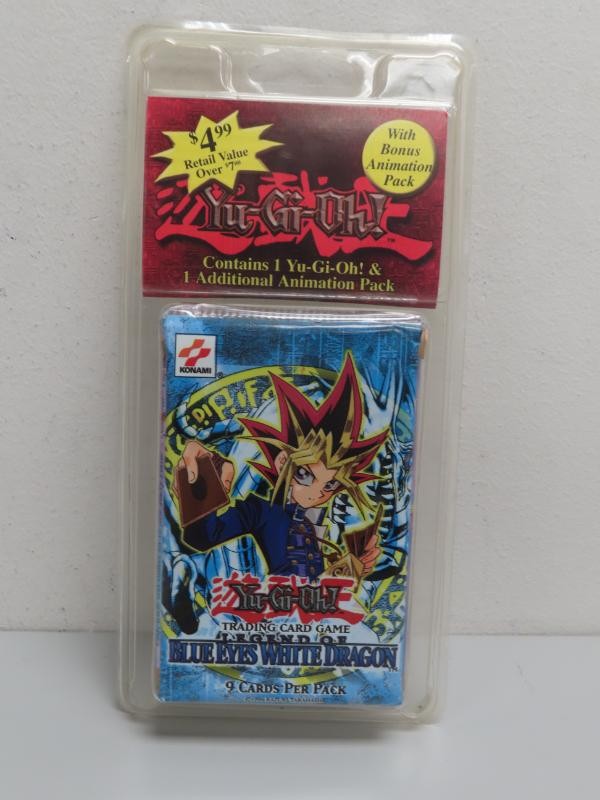 $4.99
Retail Value
Over $7.00
With
Bonus
Animation
Pack
Yu-Gi-Oh!
TM
Contains 1 Yu-Gi-Oh! &
1 Additional Animation Pack
KONAMI ®
Yu-Gi-Oh!
TRADING CARD GAME
LEGEND OF
BLUE EYES WHITE DRAGON
9 CARDS PER PACK